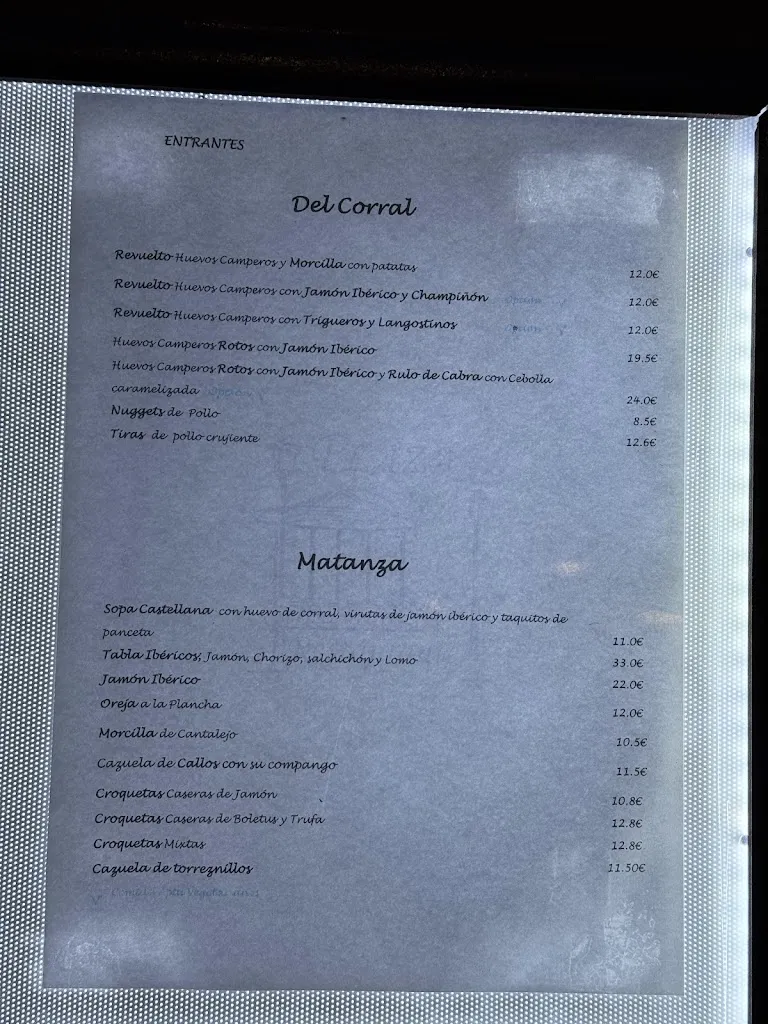 ENTRANTES
Del Corral
Revuelto Huevos Camperos y Morcilla con patatas 12.0€
Revuelto Huevos Camperos con Jamón Ibérico y Champiñón 12.0€
Revuelto Huevos Camperos con Trigueros y Langostinos 12.0€
Huevos Camperos Rotos con Jamón Ibérico 19.5€
Huevos Camperos Rotos con Jamón Ibérico y Rulo de Cabra con Cebolla
caramelizada 24.0€
Nuggets de Pollo 8.5€
Tiras de pollo crujiente 12.6€
Matanza
Sopa Castellana con huevo de corral, virutas de jamón ibérico y taquitos de
panceta 11.0€
Tabla Ibéricos; Jamón, Chorizo, salchichón y Lomo 33.0€
Jamón Ibérico 22.0€
Oreja a la Plancha 12.0€
Morcilla de Cantalejo 10.5€
Cazuela de Callos con su compango 11.5€
Croquetas Caseras de Jamón 10.8€
Croquetas Caseras de Boletus y Trufa 12.8€
Croquetas Mixtas 12.8€
Cazuela de torreznillos 11.50€